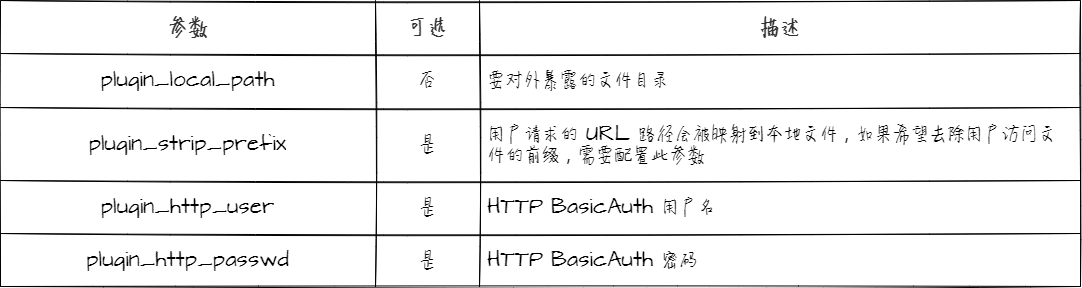 参数 可选 描述
plugin_local_path 否 要对外暴露的文件目录
plugin_strip_prefix 是 用户请求的 URL 路径会被映射到本地文件，如果希望去除用户访问文
件的前缀，需要配置此参数
plugin_http_user 是 HTTP BasicAuth 用户名
plugin_http_passwd 是 HTTP BasicAuth 密码